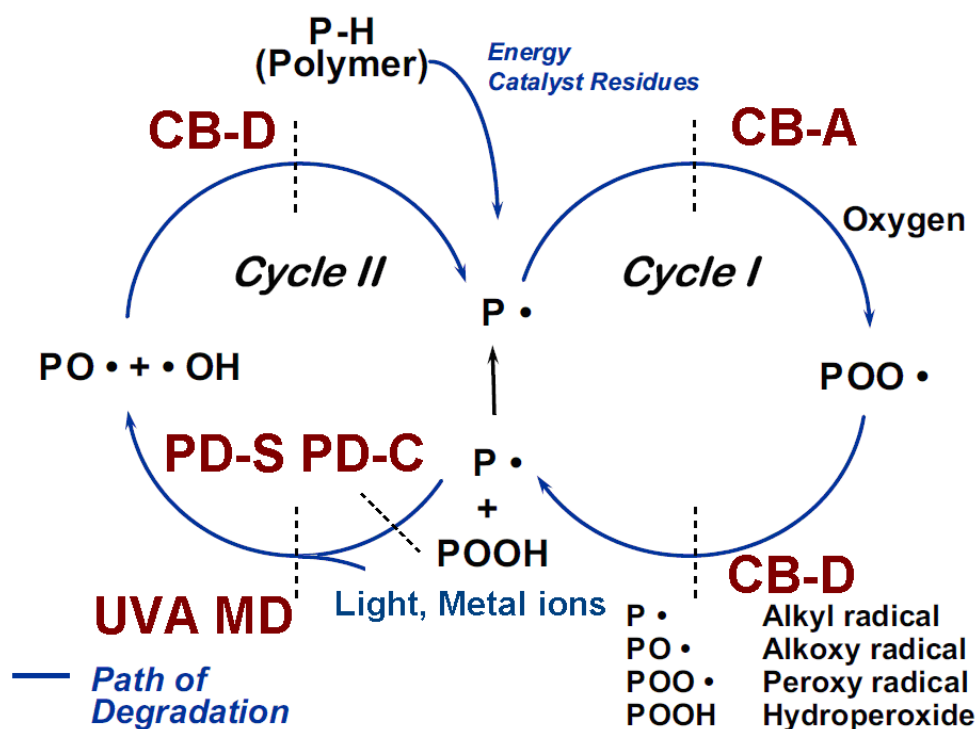 P-H
(Polymer)
Energy
Catalyst Residues
CB-D
CB-A
Oxygen
Cycle II
Cycle I
P •
PO • + • OH
POO •
PD-S PD-C
P •
+
POOH
CB-D
UVA MD
Light, Metal ions
P • Alkyl radical
PO • Alkoxy radical
POO • Peroxy radical
POOH Hydroperoxide
Path of
Degradation